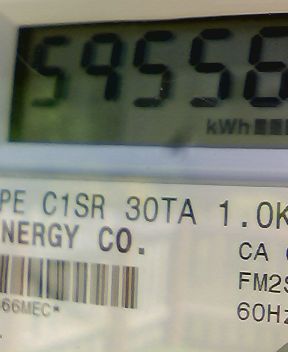 59556
kWh
PE C1SR 30TA 1.0K
NERGY CO.
CA
FM2S
66MEC*
60Hz